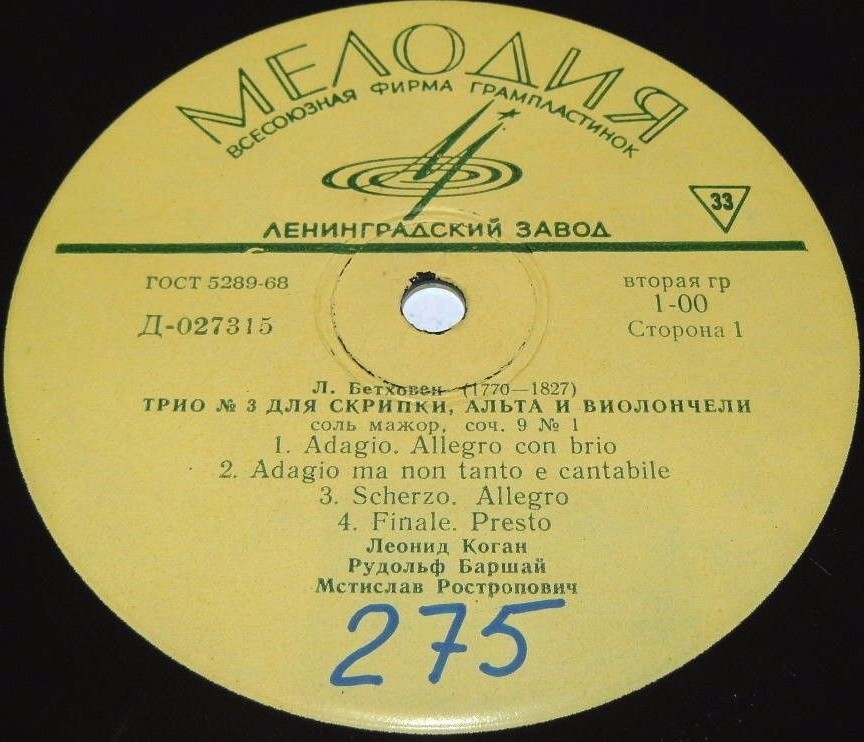 МЕЛОДИЯ
ВСЕСОЮЗНАЯ ФИРМА ГРАМПЛАСТИНОК
33
ЛЕНИНГРАДСКИЙ ЗАВОД
ГОСТ 5289-68
вторая гр
1-00
Д-027315
Сторона 1
Л. Бетховен (1770—1827)
ТРИО № 3 ДЛЯ СКРИПКИ, АЛЬТА И ВИОЛОНЧЕЛИ
соль мажор, соч. 9 № 1
1. Adagio. Allegro con brio
2. Adagio ma non tanto e cantabile
3. Scherzo. Allegro
4. Finale. Presto
Леонид Коган
Рудольф Баршай
Мстислав Ростропович
275